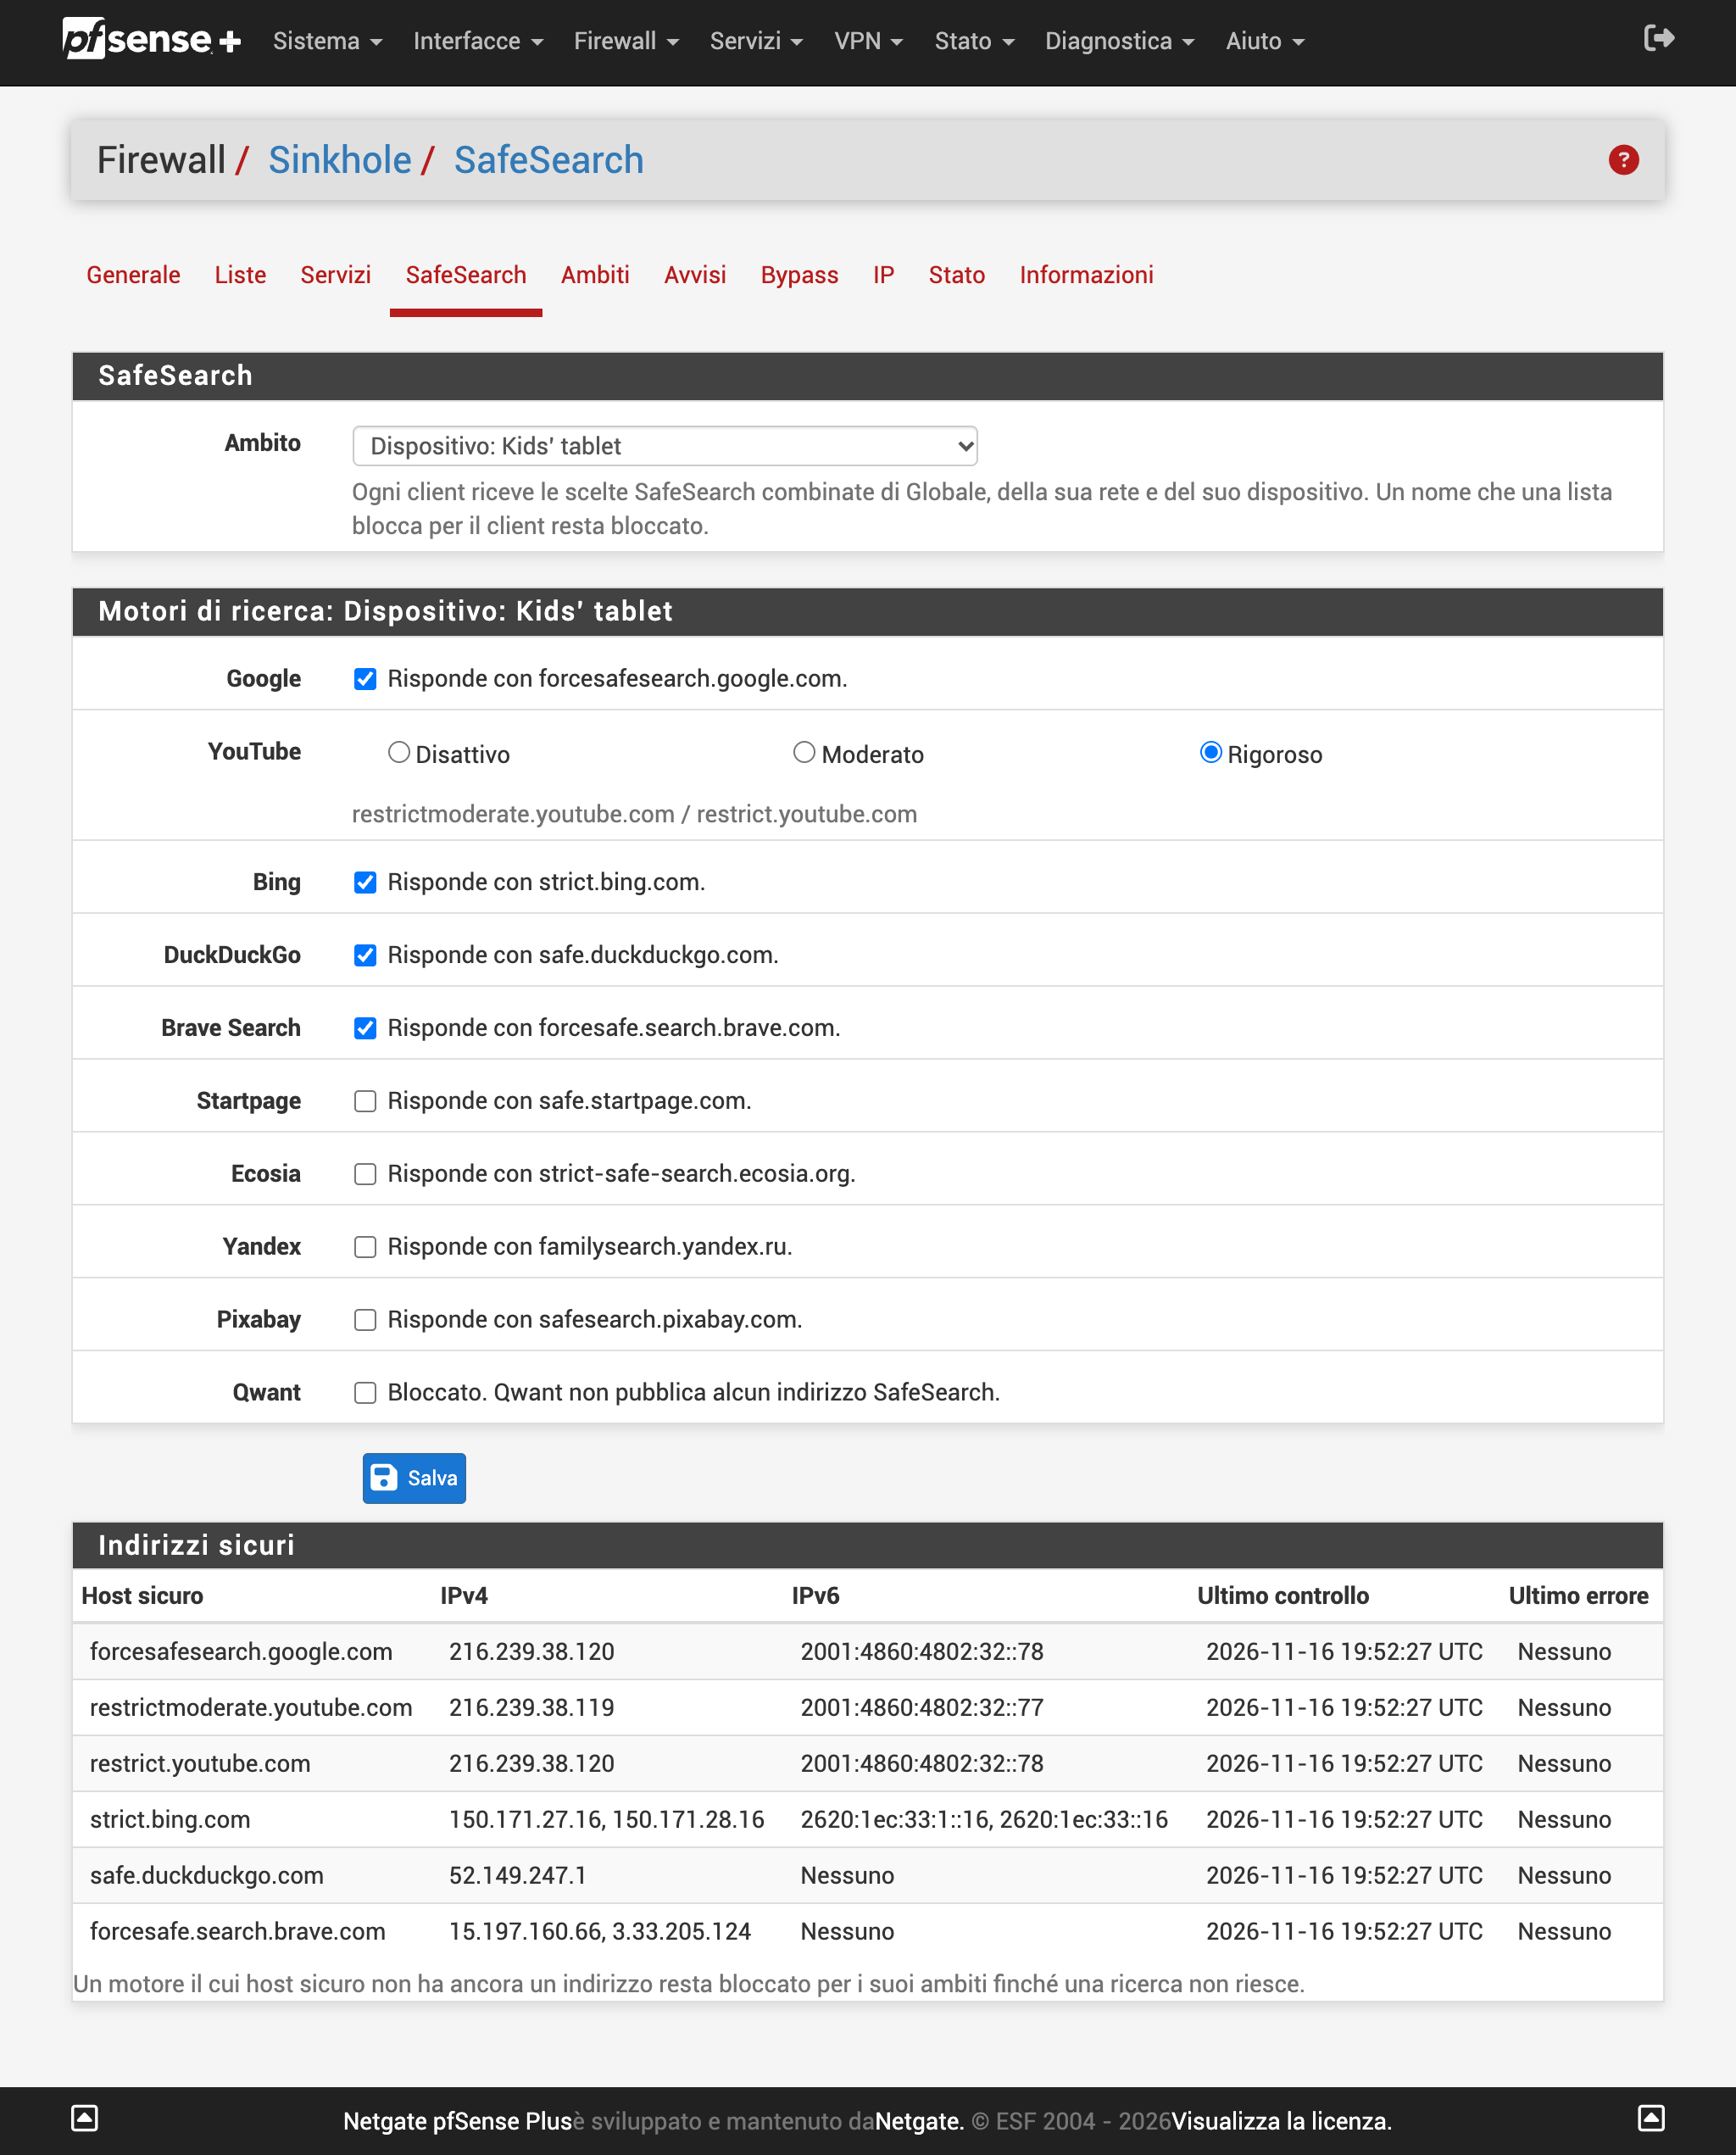 pfsense + Sistema Interfacce Firewall Servizi VPN Stato Diagnostica Aiuto
Firewall / Sinkhole / SafeSearch
Generale Liste Servizi SafeSearch Ambiti Avvisi Bypass IP Stato Informazioni
SafeSearch
Ambito Dispositivo: Kids' tablet
Ogni client riceve le scelte SafeSearch combinate di Globale, della sua rete e del suo dispositivo. Un nome che una lista
blocca per il client resta bloccato.
Motori di ricerca: Dispositivo: Kids' tablet
Google Risponde con forcesafesearch.google.com.
YouTube Disattivo Moderato Rigoroso
restrictmoderate.youtube.com / restrict.youtube.com
Bing Risponde con strict.bing.com.
DuckDuckGo Risponde con safe.duckduckgo.com.
Brave Search Risponde con forcesafe.search.brave.com.
Startpage Risponde con safe.startpage.com.
Ecosia Risponde con strict-safe-search.ecosia.org.
Yandex Risponde con familysearch.yandex.ru.
Pixabay Risponde con safesearch.pixabay.com.
Qwant Bloccato. Qwant non pubblica alcun indirizzo SafeSearch.
Salva
Indirizzi sicuri
Host sicuro IPv4 IPv6 Ultimo controllo Ultimo errore
forcesafesearch.google.com 216.239.38.120 2001:4860:4802:32::78 2026-11-16 19:52:27 UTC Nessuno
restrictmoderate.youtube.com 216.239.38.119 2001:4860:4802:32::77 2026-11-16 19:52:27 UTC Nessuno
restrict.youtube.com 216.239.38.120 2001:4860:4802:32::78 2026-11-16 19:52:27 UTC Nessuno
strict.bing.com 150.171.27.16, 150.171.28.16 2620:1ec:33:1::16, 2620:1ec:33::16 2026-11-16 19:52:27 UTC Nessuno
safe.duckduckgo.com 52.149.247.1 Nessuno 2026-11-16 19:52:27 UTC Nessuno
forcesafe.search.brave.com 15.197.160.66, 3.33.205.124 Nessuno 2026-11-16 19:52:27 UTC Nessuno
Un motore il cui host sicuro non ha ancora un indirizzo resta bloccato per i suoi ambiti finché una ricerca non riesce.
Netgate pfSense Plusè sviluppato e mantenuto daNetgate. © ESF 2004 - 2026Visualizza la licenza.